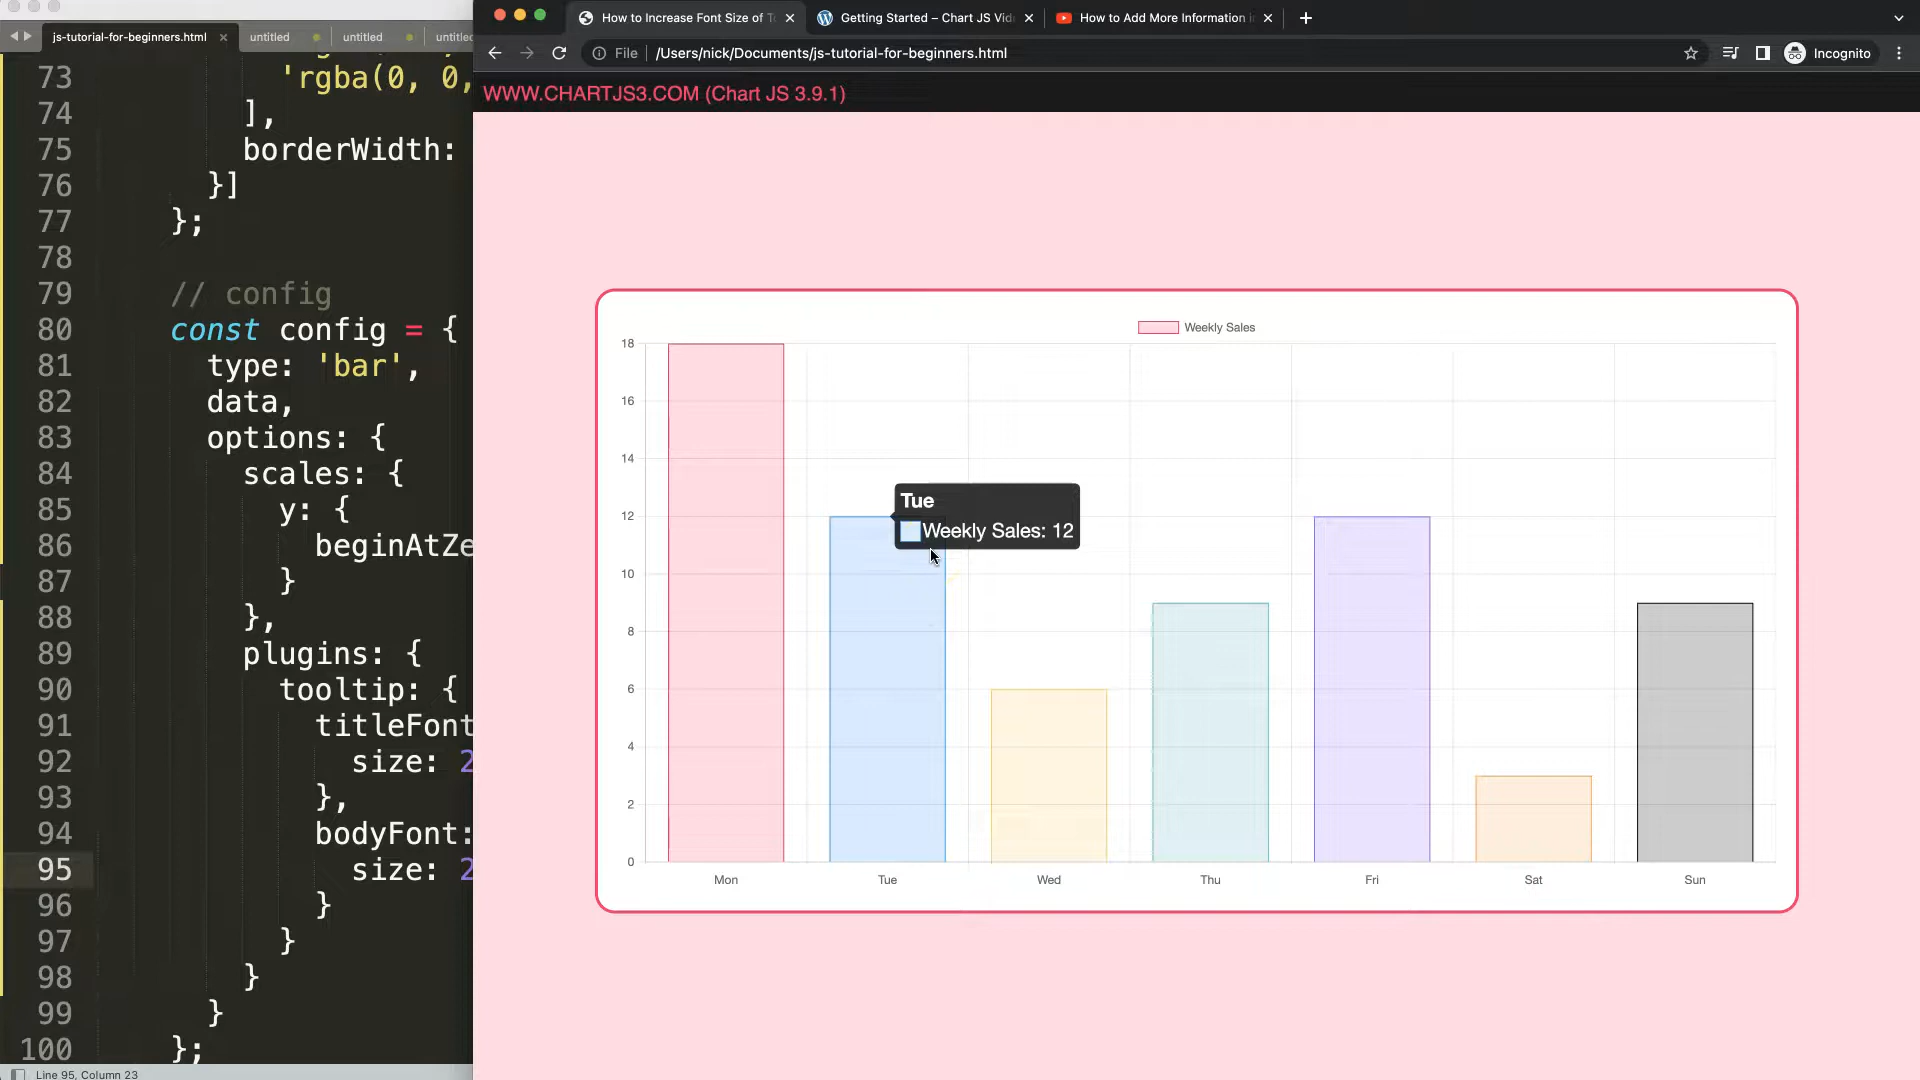 js-tutorial-for-beginners.html
untitled
untitled
How to Increase Font Size of
Getting Started – Chart JS Vid
How to Add More Information
File
/Users/nick/Documents/js-tutorial-for-beginners.html
Incognito
WWW.CHARTJS3.COM (Chart JS 3.9.1)
73 'rgba(0, 0,
74 ],
75 borderWidth:
76 }]
77 };
78
79 // config
80 const config = {
81 type: 'bar',
82 data,
83 options: {
84 scales: {
85 y: {
86 beginAtZe
87 }
88 },
89 plugins: {
90 tooltip: {
91 titleFont
92 size: 2
93 },
94 bodyFont:
95 size: 2
96 }
97 }
98 }
99 }
100 };
Line 95, Column 23
Weekly Sales
18
16
14
12
10
8
6
4
2
0
Tue
Weekly Sales: 12
Mon Tue Wed Thu Fri Sat Sun